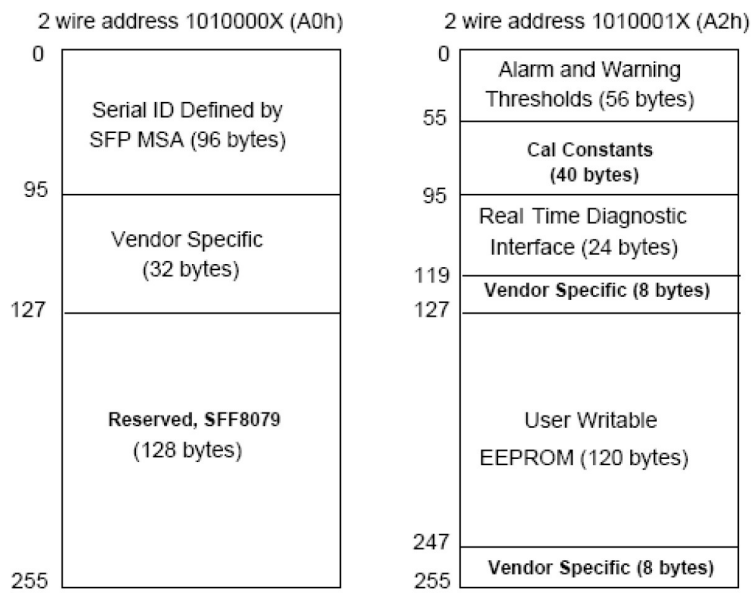 2 wire address 1010000X (A0h)
0
Serial ID Defined by
SFP MSA (96 bytes)
95
Vendor Specific
(32 bytes)
127
Reserved, SFF8079
(128 bytes)
255
2 wire address 1010001X (A2h)
0
Alarm and Warning
Thresholds (56 bytes)
55
Cal Constants
(40 bytes)
95
Real Time Diagnostic
Interface (24 bytes)
119
Vendor Specific (8 bytes)
127
User Writable
EEPROM (120 bytes)
247
Vendor Specific (8 bytes)
255